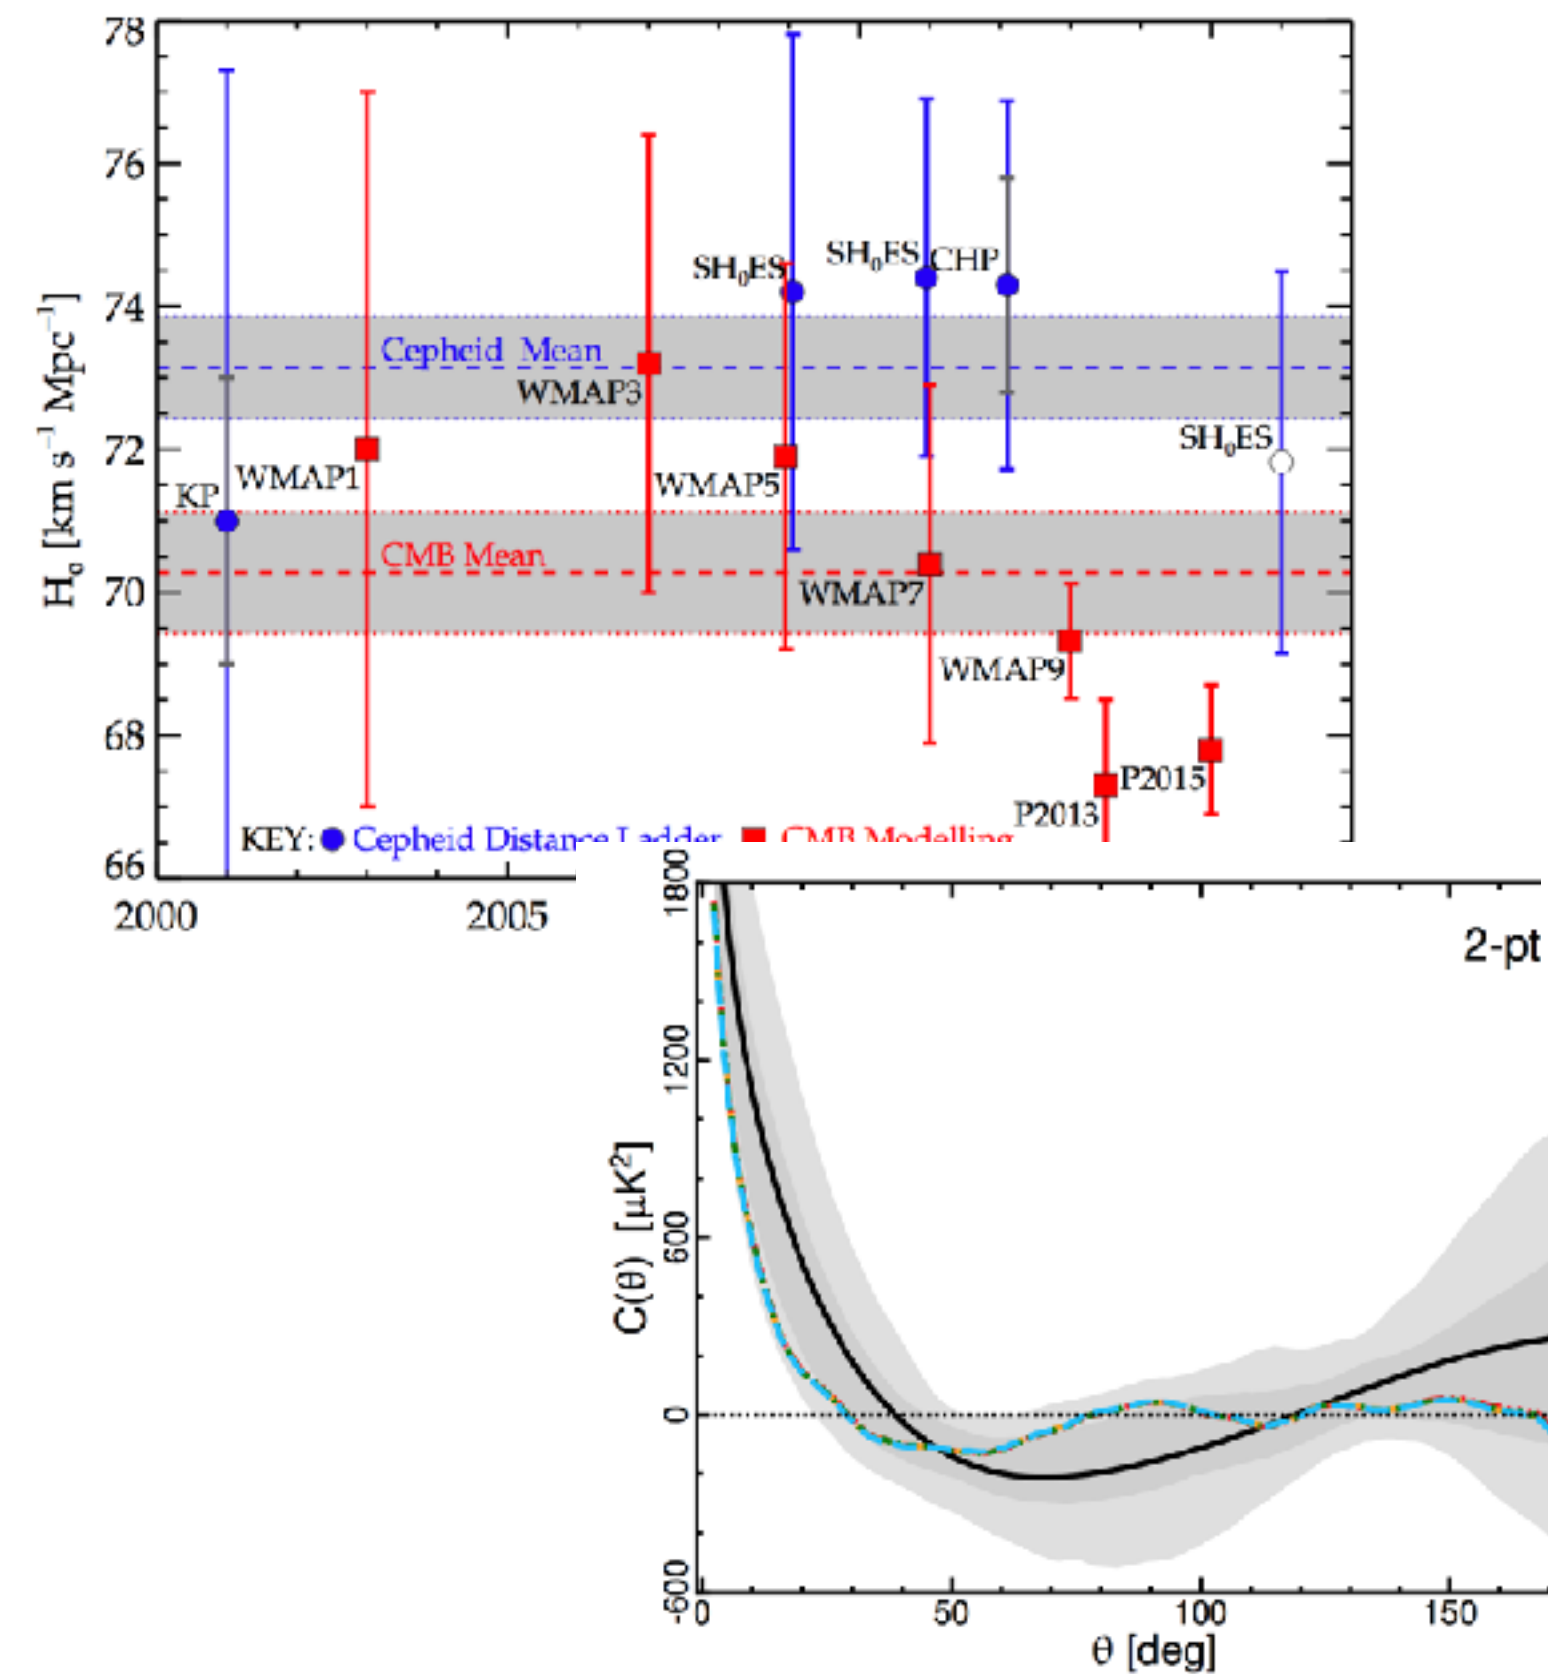 78
76
74
72
70
68
66
H₀ [km s⁻¹ Mpc⁻¹]
SH₀ES
SH₀ES
CHP
Cepheid Mean
WMAP3
SH₀ES
WMAP1
WMAP5
KP
CMB Mean
WMAP7
WMAP9
P2015
P2013
KEY: Cepheid Distance Ladder CMB Modelling
2000 2005
1800
1200
600
0
-600
C(θ) [μK²]
2-pt
0 50 100 150
θ [deg]